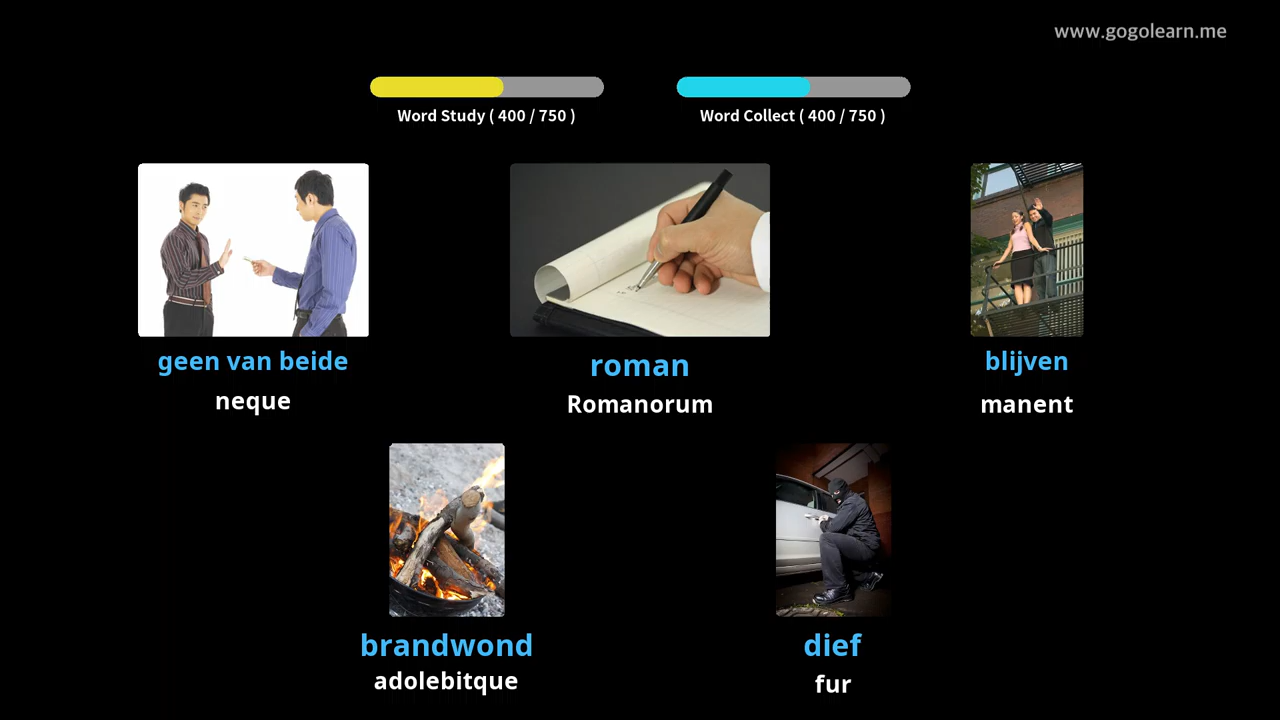 www.gogolearn.me
Word Study ( 400 / 750 )
Word Collect ( 400 / 750 )
geen van beide
neque
roman
Romanorum
blijven
manent
brandwond
adolebitque
dief
fur